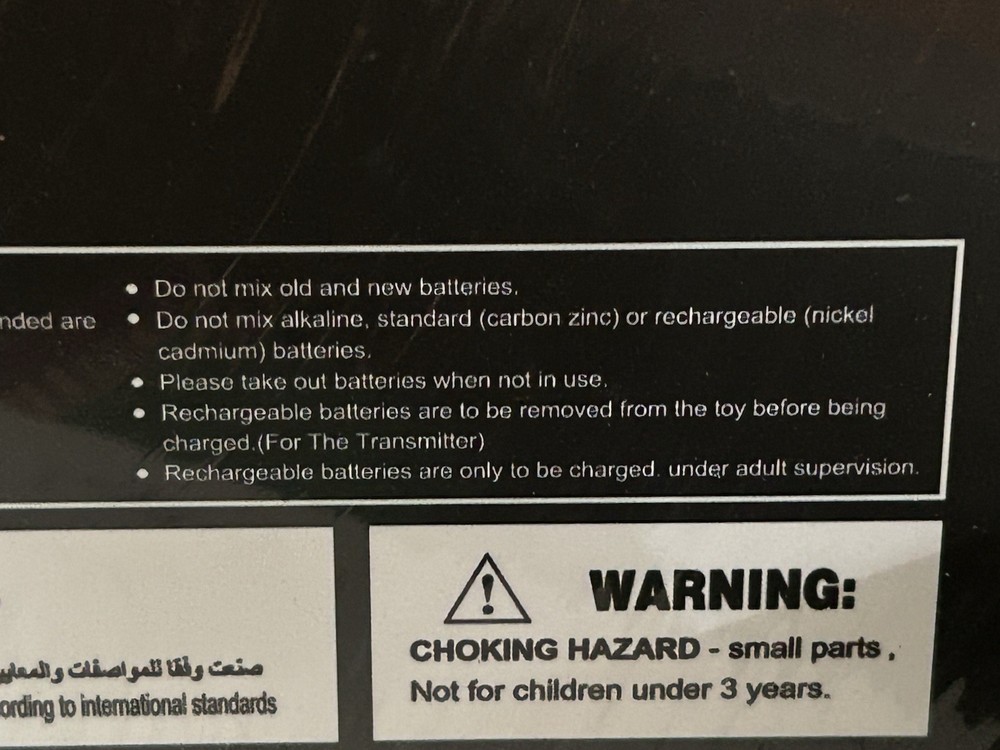 nded are
• Do not mix old and new batteries.
• Do not mix alkaline, standard (carbon zinc) or rechargeable (nickel
cadmium) batteries.
• Please take out batteries when not in use.
• Rechargeable batteries are to be removed from the toy before being
charged.(For The Transmitter)
• Rechargeable batteries are only to be charged. under adult supervision.
صنعت وفقا للمواصفات والمعايير
ording to international standards
WARNING:
CHOKING HAZARD - small parts .
Not for children under 3 years.